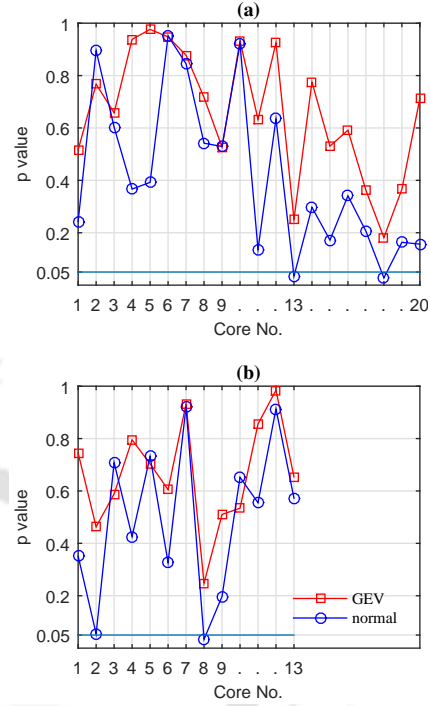 (a)
1
0.8
0.6
0.4
0.2
0.05
p value
1 2 3 4 5 6 7 8 9 . . . 13 . . . . . . 20
Core No.
(b)
1
0.8
0.6
0.4
0.2
0.05
p value
GEV
normal
1 2 3 4 5 6 7 8 9 . . . 13
Core No.